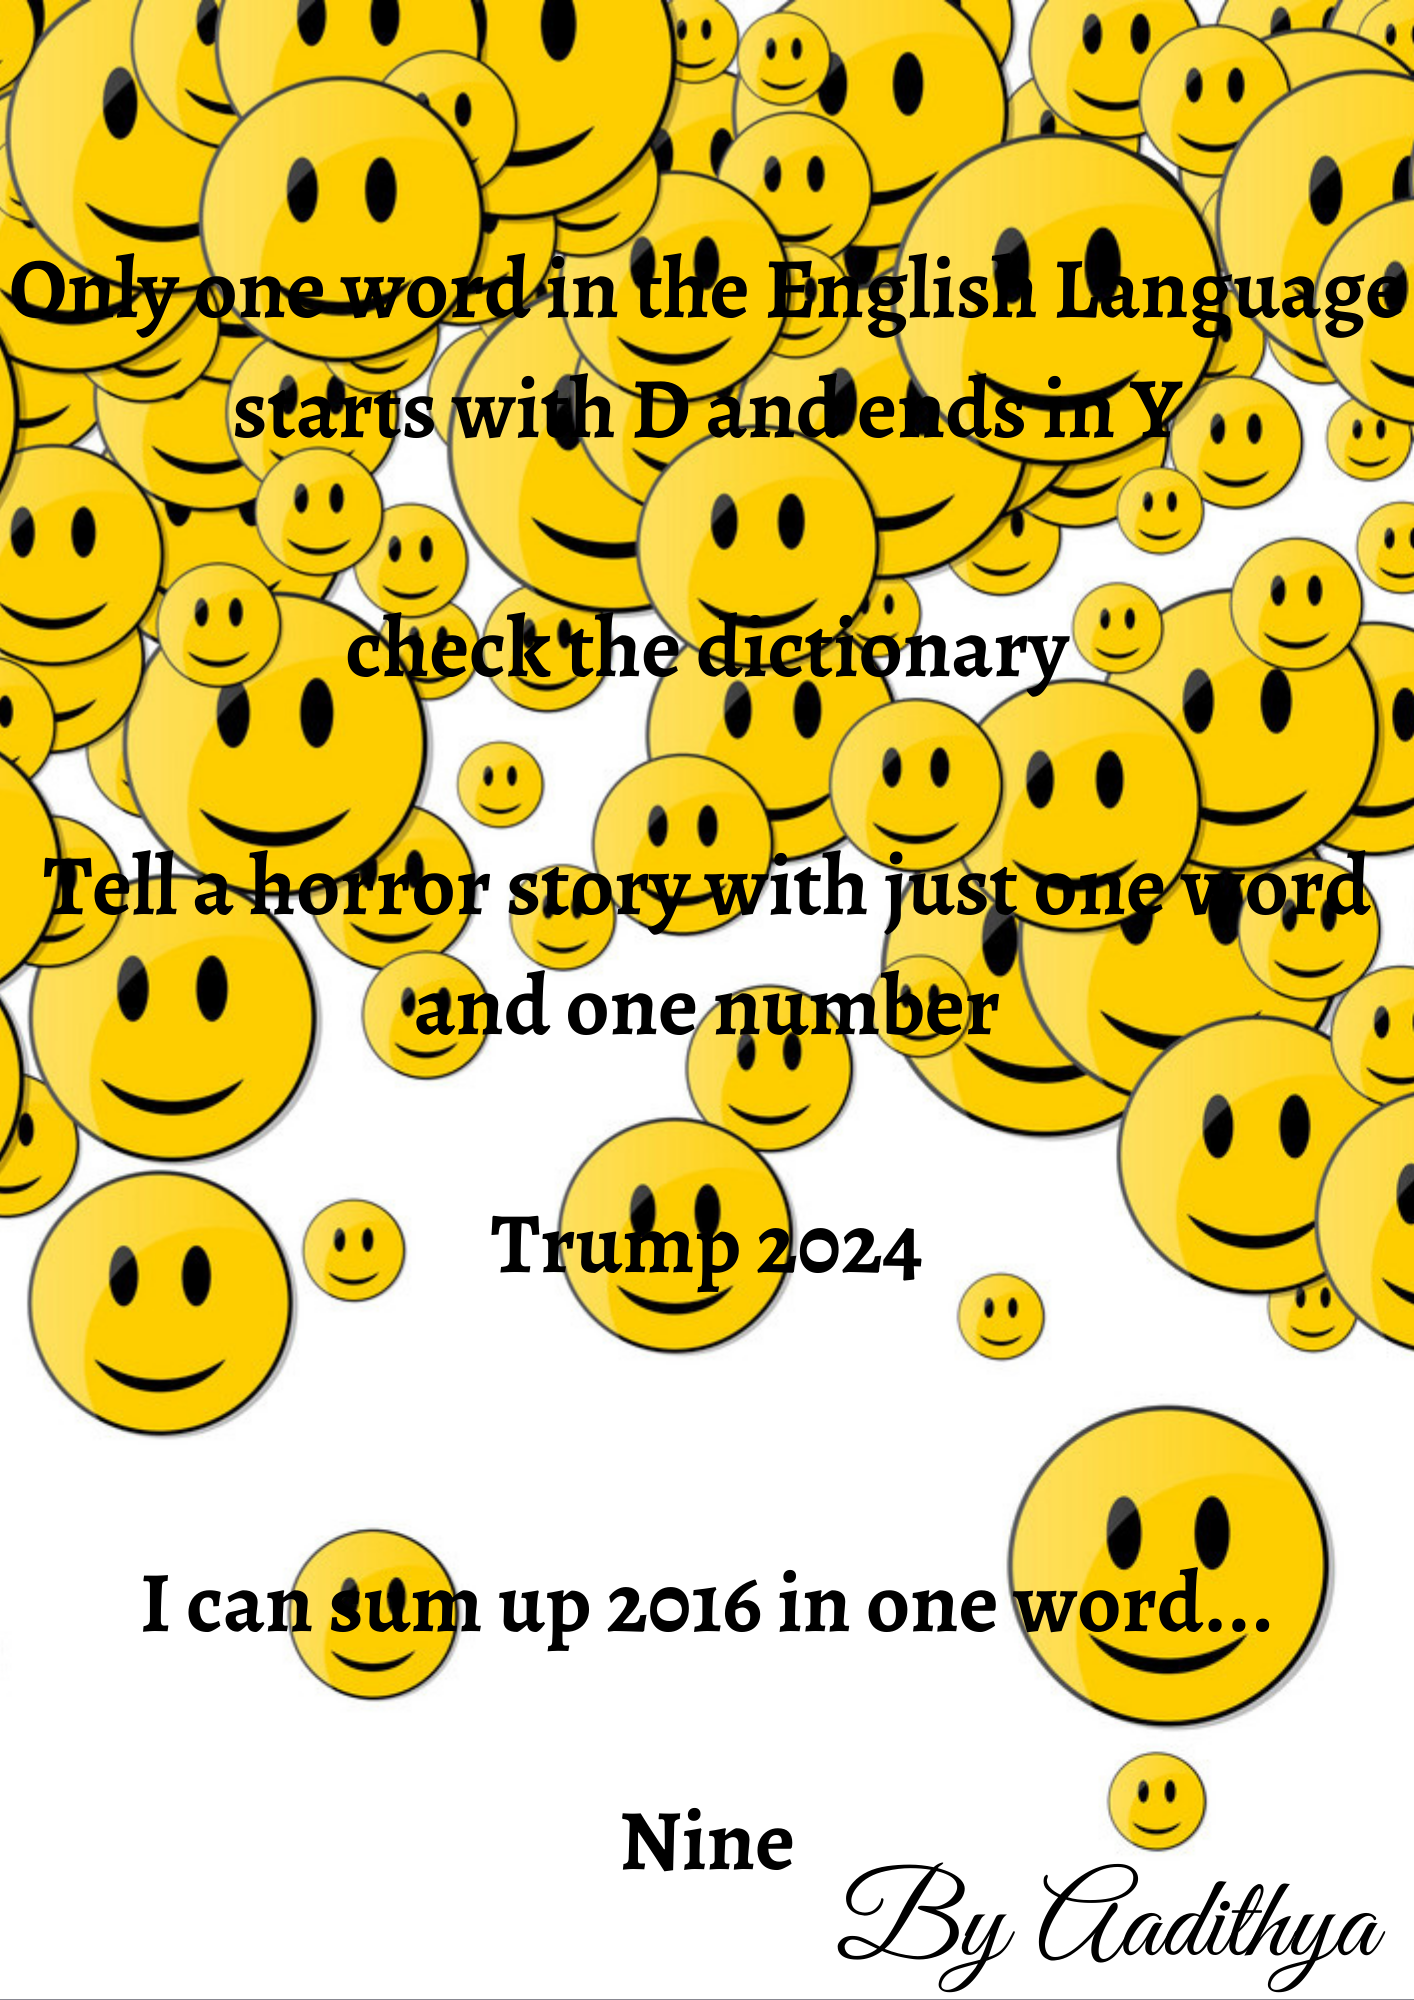 Only one word in the English Language
starts with D and ends in Y
check the dictionary
Tell a horror story with just one word
and one number
Trump 2024
I can sum up 2016 in one word...
Nine
By Aadithya